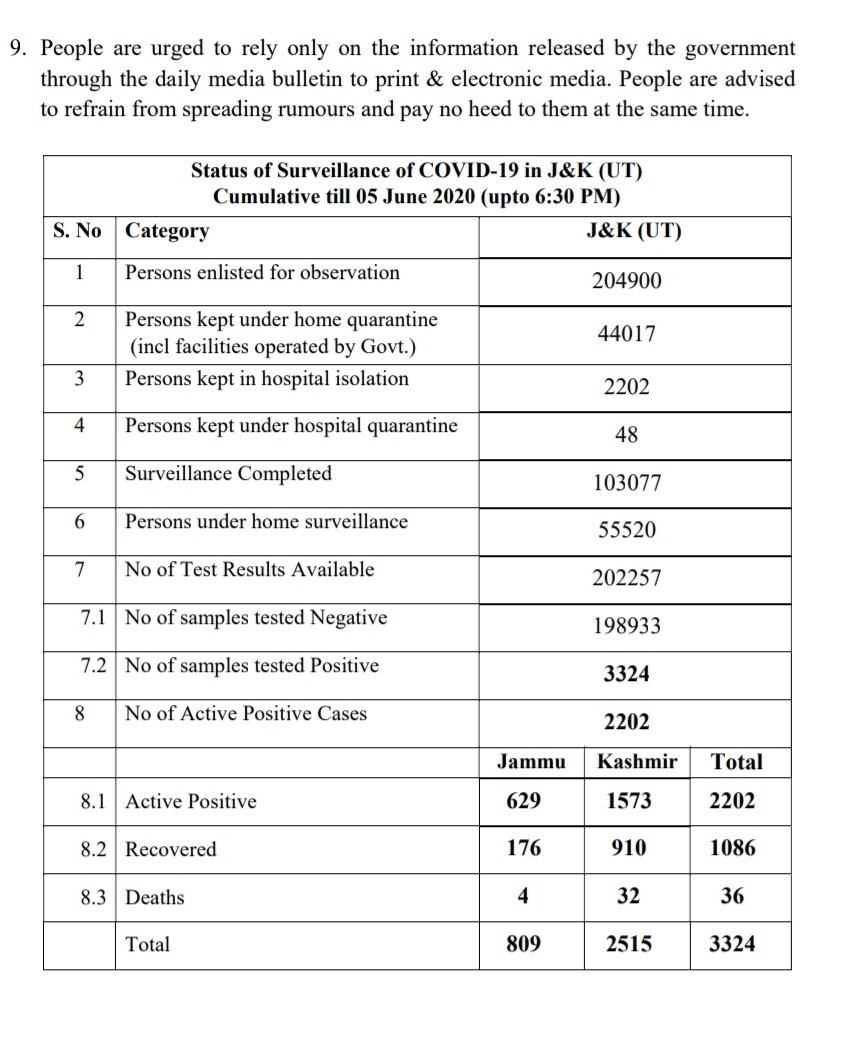 9. People are urged to rely only on the information released by the government
through the daily media bulletin to print & electronic media. People are advised
to refrain from spreading rumours and pay no heed to them at the same time.
Status of Surveillance of COVID-19 in J&K (UT)
Cumulative till 05 June 2020 (upto 6:30 PM)
S. No Category J&K (UT)
1 Persons enlisted for observation 204900
2 Persons kept under home quarantine
(incl facilities operated by Govt.) 44017
3 Persons kept in hospital isolation 2202
4 Persons kept under hospital quarantine 48
5 Surveillance Completed 103077
6 Persons under home surveillance 55520
7 No of Test Results Available 202257
7.1 No of samples tested Negative 198933
7.2 No of samples tested Positive 3324
8 No of Active Positive Cases 2202
Jammu Kashmir Total
8.1 Active Positive 629 1573 2202
8.2 Recovered 176 910 1086
8.3 Deaths 4 32 36
Total 809 2515 3324